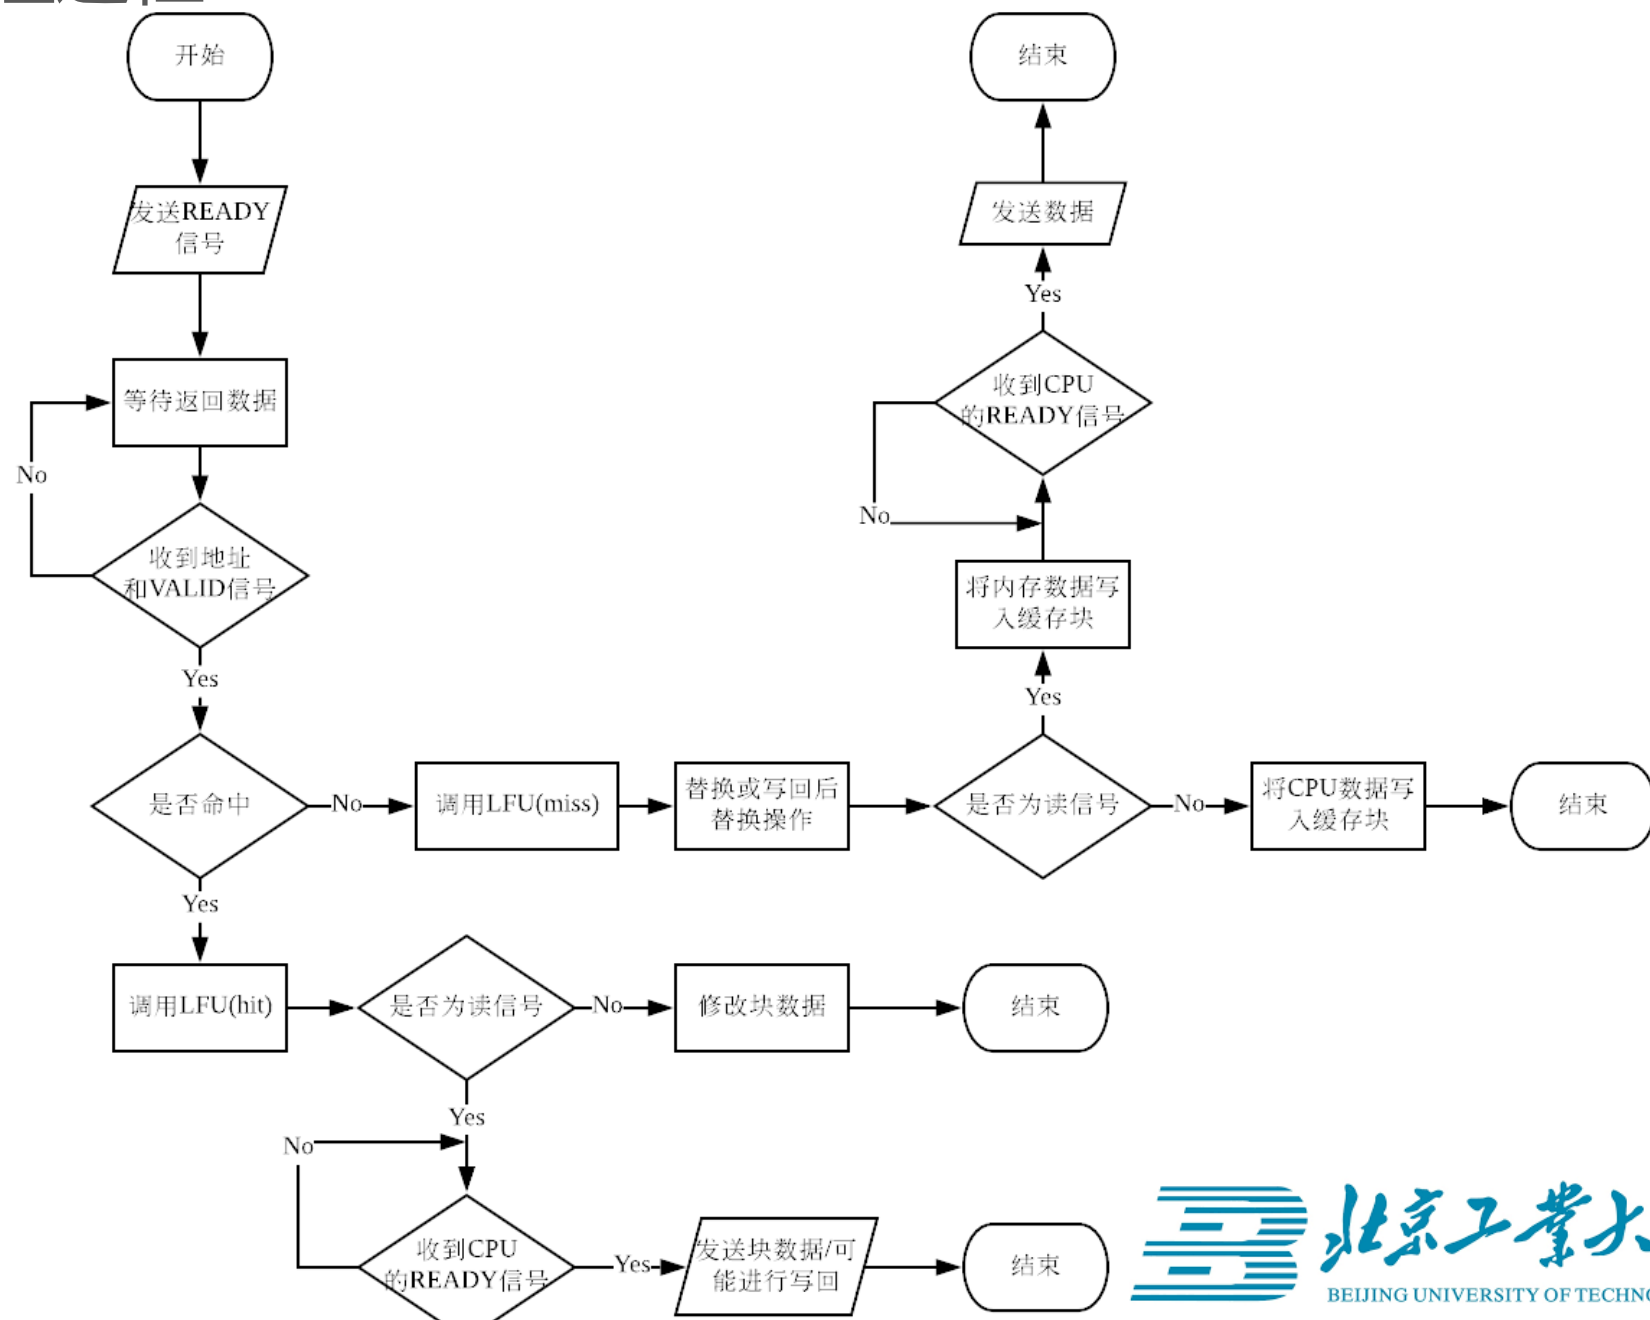 开始
结束
发送READY
信号
发送数据
Yes
等待返回数据
收到CPU
的READY信号
No
No
收到地址
和VALID信号
将内存数据写
入缓存块
Yes
Yes
是否命中
No
调用LFU(miss)
替换或写回后
替换操作
是否为读信号
No
将CPU数据写
入缓存块
结束
Yes
调用LFU(hit)
是否为读信号
No
修改块数据
结束
Yes
No
收到CPU
的READY信号
Yes
发送块数据/可
能进行写回
结束
北京工業大
BEIJING UNIVERSITY OF TECHNO